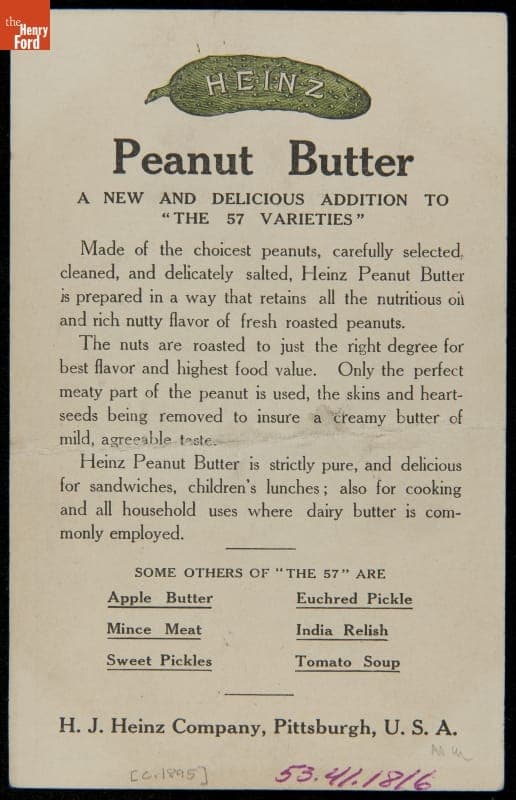 the
Henry
Ford
HEINZ
Peanut Butter
A NEW AND DELICIOUS ADDITION TO
"THE 57 VARIETIES"
Made of the choicest peanuts, carefully selected,
cleaned, and delicately salted, Heinz Peanut Butter
is prepared in a way that retains all the nutritious oil
and rich nutty flavor of fresh roasted peanuts.
The nuts are roasted to just the right degree for
best flavor and highest food value. Only the perfect
meaty part of the peanut is used, the skins and heart-
seeds being removed to insure a creamy butter of
mild, agreeable taste.
Heinz Peanut Butter is strictly pure, and delicious
for sandwiches, children's lunches; also for cooking
and all household uses where dairy butter is com-
monly employed.
SOME OTHERS OF "THE 57" ARE
Apple Butter Euchred Pickle
Mince Meat India Relish
Sweet Pickles Tomato Soup
H. J. Heinz Company, Pittsburgh, U. S. A.
[c.1895] 53.41.1816